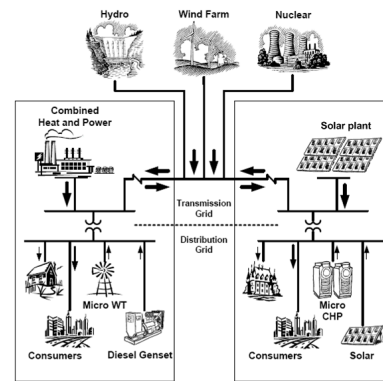 Hydro
Wind Farm
Nuclear
Combined
Heat and Power
Solar plant
Transmission
Grid
Distribution
Grid
Micro WT
Micro
CHP
Consumers
Diesel Genset
Consumers
Solar